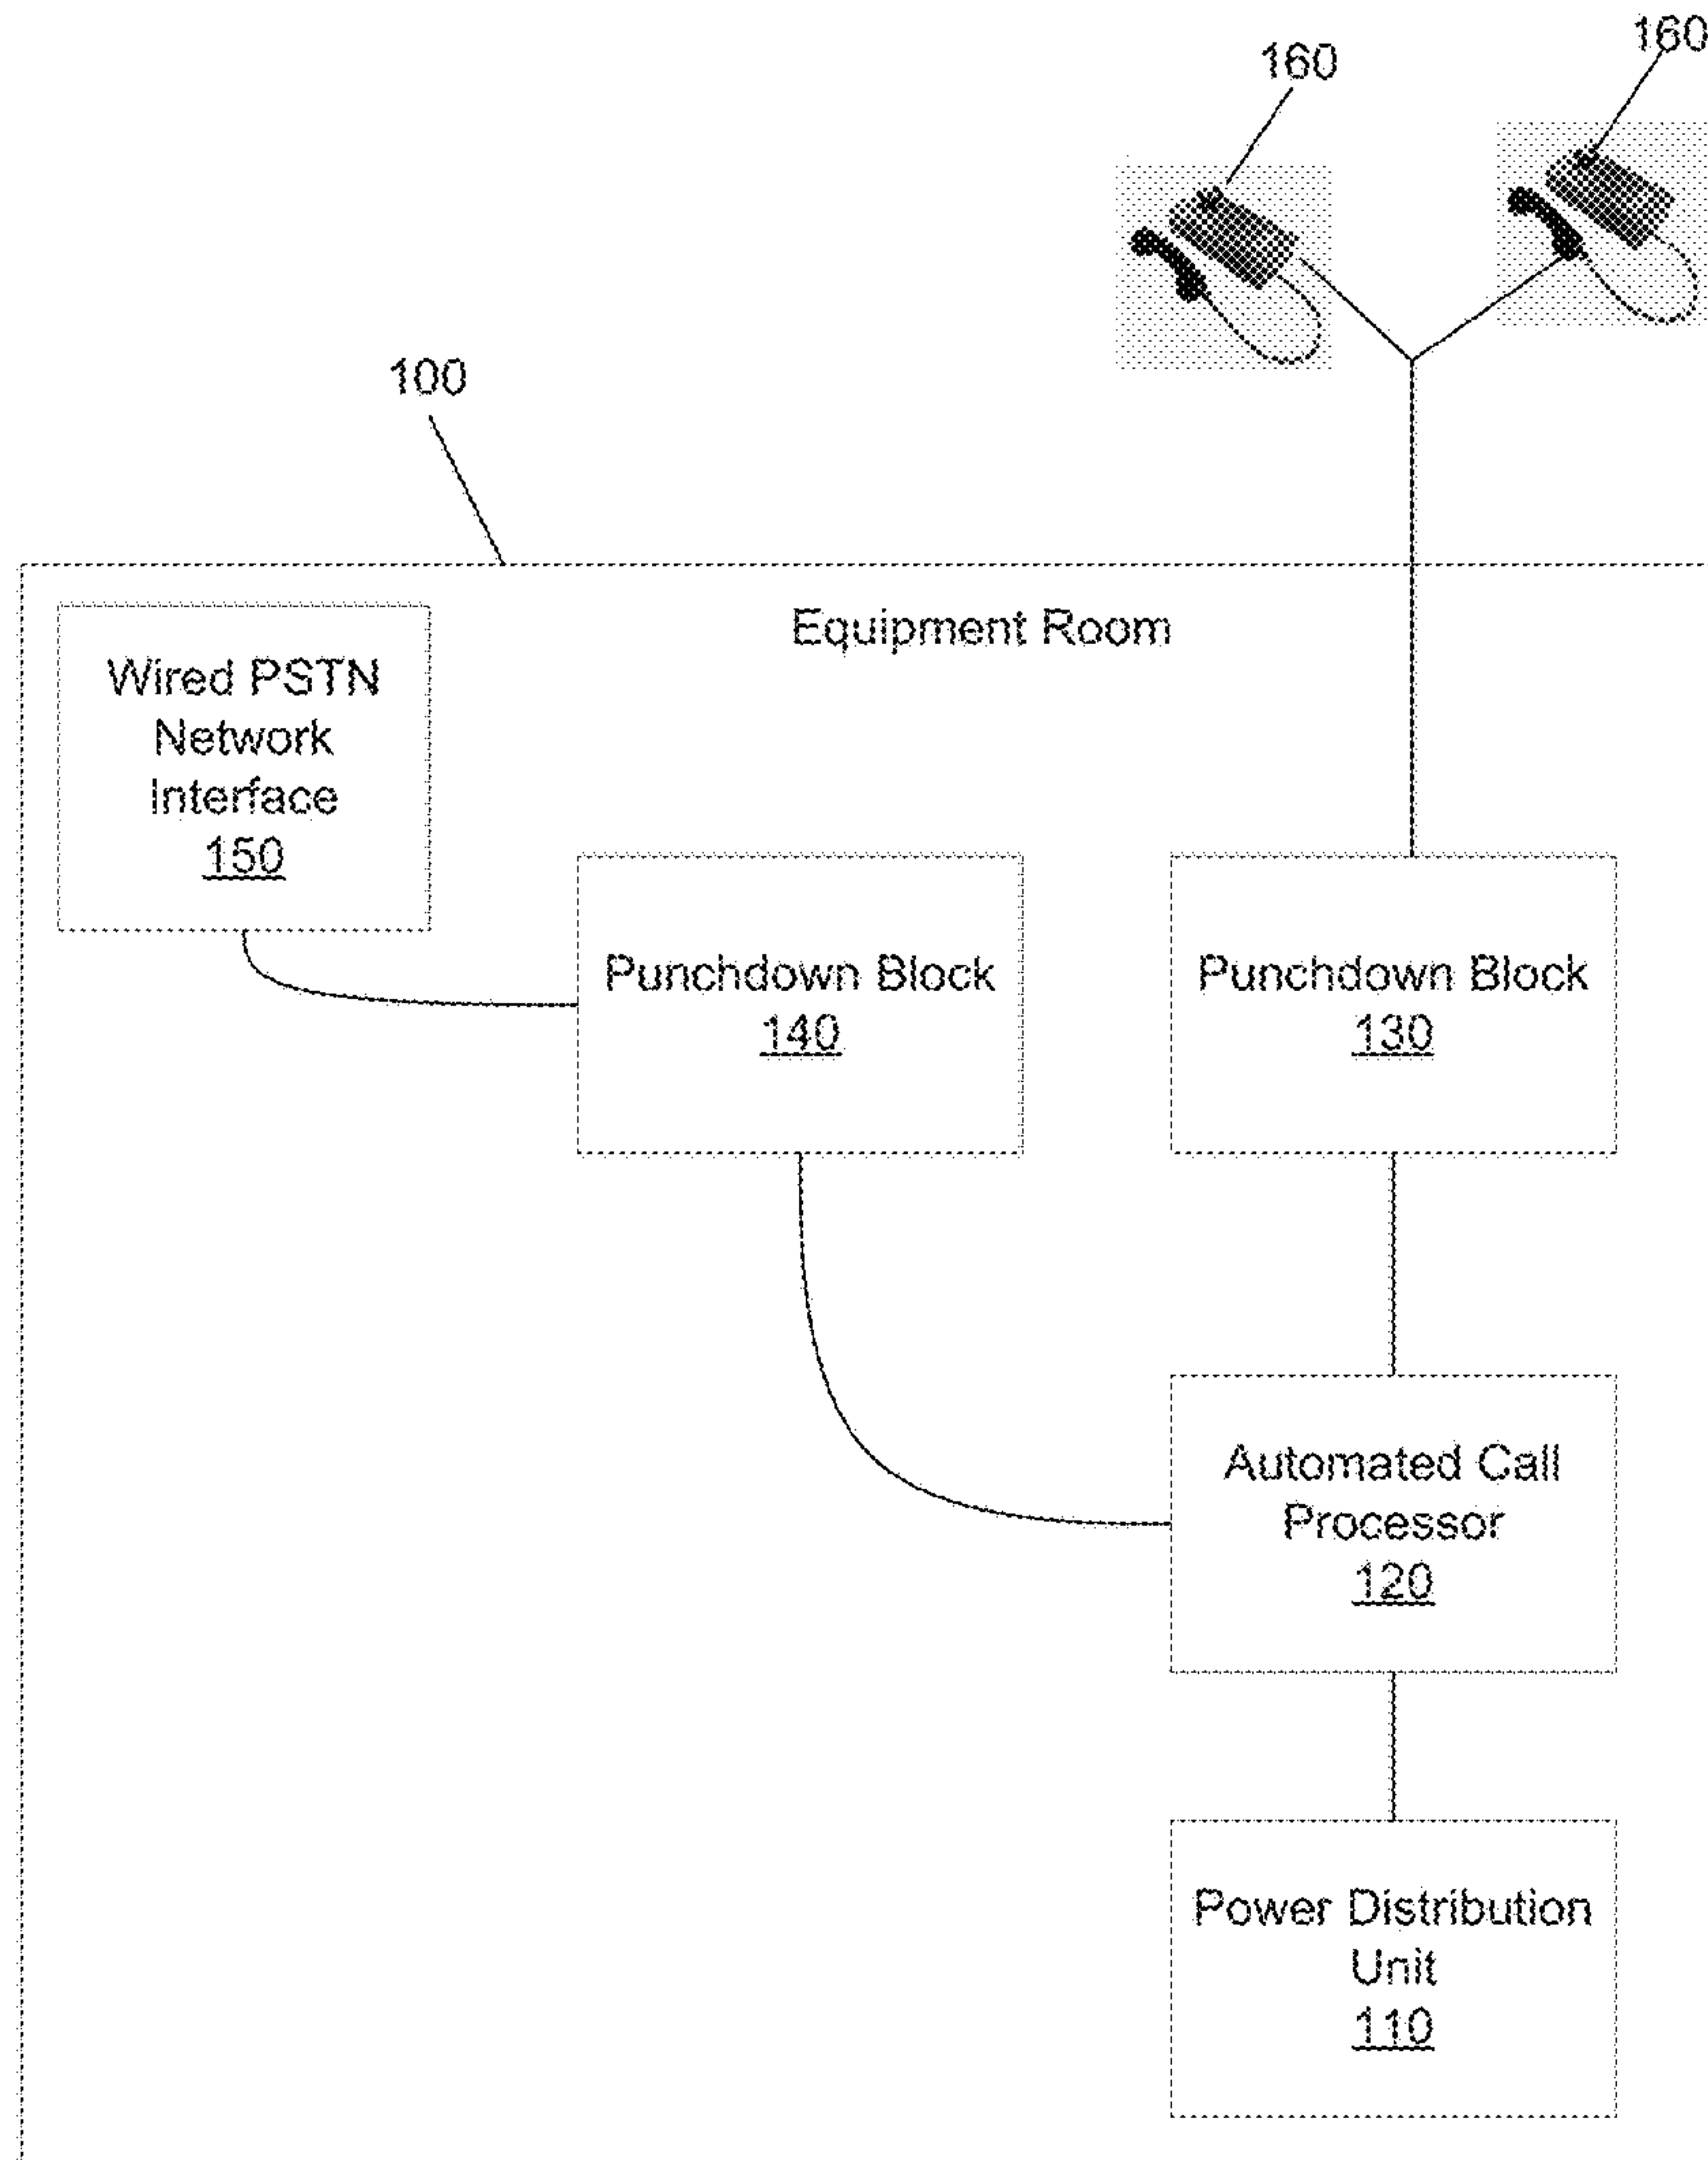 160
160
100
Equipment Room
Wired PSTN
Network
Interface
150
Punchdown Block
140
Punchdown Block
130
Automated Call
Processor
120
Power Distribution
Unit
110